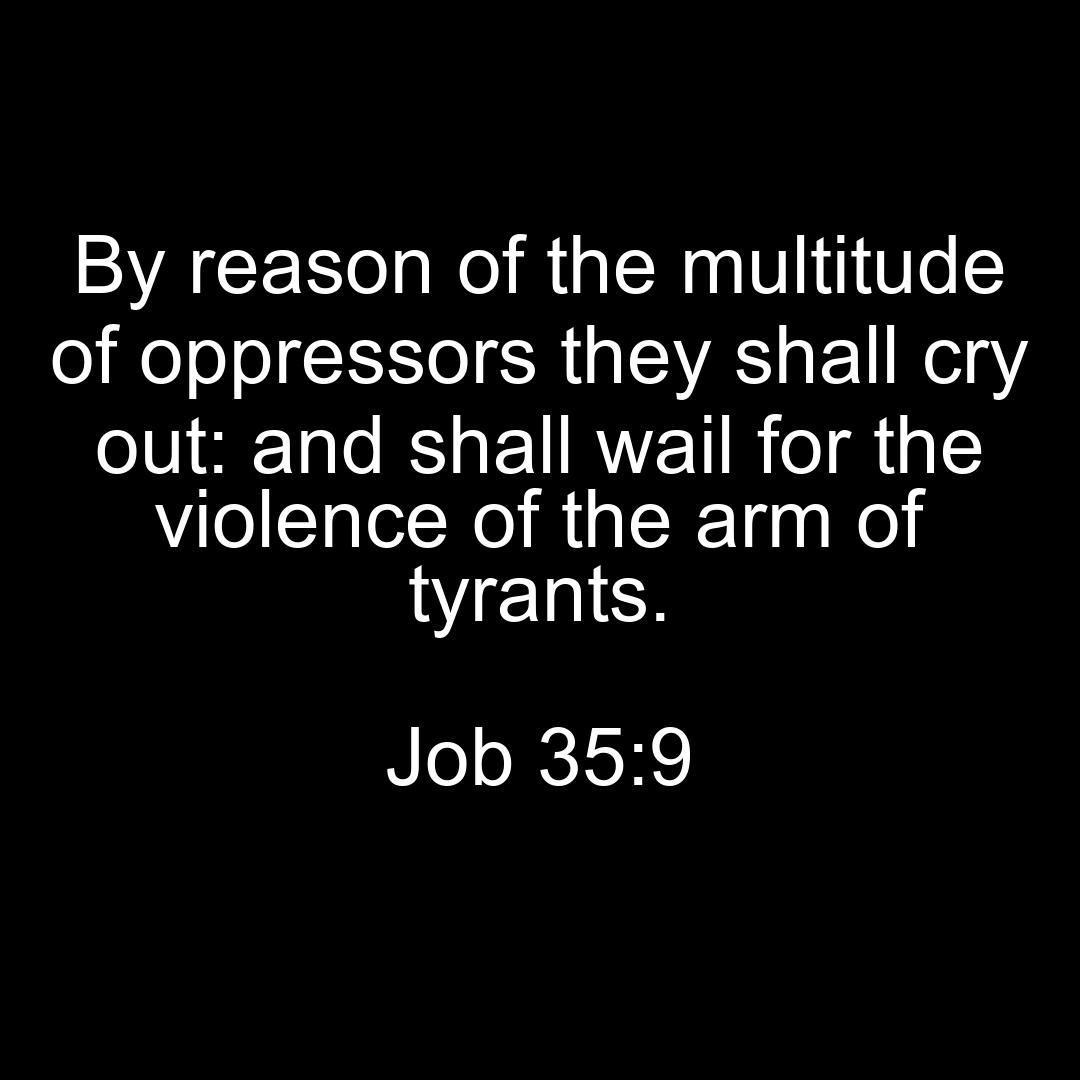 By reason of the multitude
of oppressors they shall cry
out: and shall wail for the
violence of the arm of
tyrants.
Job 35:9